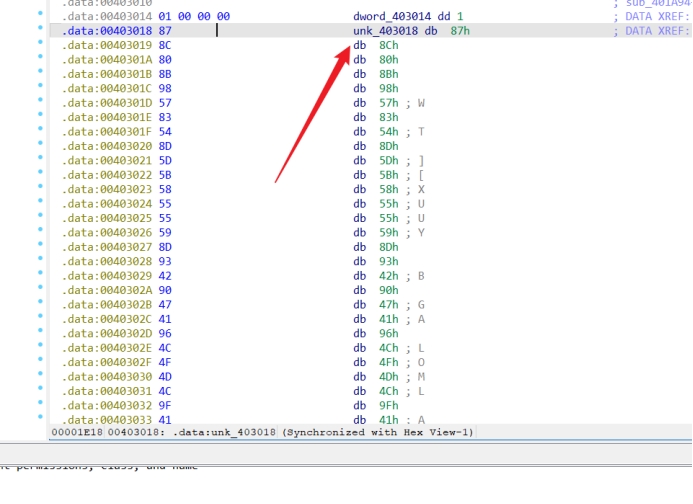 .data:00403010 ; sub_401A94
.data:00403014 01 00 00 00 dword_403014 dd 1 ; DATA XREF:
.data:00403018 87 unk_403018 db 87h ; DATA XREF:
.data:00403019 8C db 8Ch
.data:0040301A 80 db 80h
.data:0040301B 8B db 8Bh
.data:0040301C 98 db 98h
.data:0040301D 57 db 57h ; W
.data:0040301E 83 db 83h
.data:0040301F 54 db 54h ; T
.data:00403020 8D db 8Dh
.data:00403021 5D db 5Dh ; ]
.data:00403022 5B db 5Bh ; [
.data:00403023 58 db 58h ; X
.data:00403024 55 db 55h ; U
.data:00403025 55 db 55h ; U
.data:00403026 59 db 59h ; Y
.data:00403027 8D db 8Dh
.data:00403028 93 db 93h
.data:00403029 42 db 42h ; B
.data:0040302A 90 db 90h
.data:0040302B 47 db 47h ; G
.data:0040302C 41 db 41h ; A
.data:0040302D 96 db 96h
.data:0040302E 4C db 4Ch ; L
.data:0040302F 4F db 4Fh ; O
.data:00403030 4D db 4Dh ; M
.data:00403031 4C db 4Ch ; L
.data:00403032 9F db 9Fh
.data:00403033 41 db 41h ; A
00001E18 00403018: .data:unk_403018 (Synchronized with Hex View-1)
permissions, class, and name